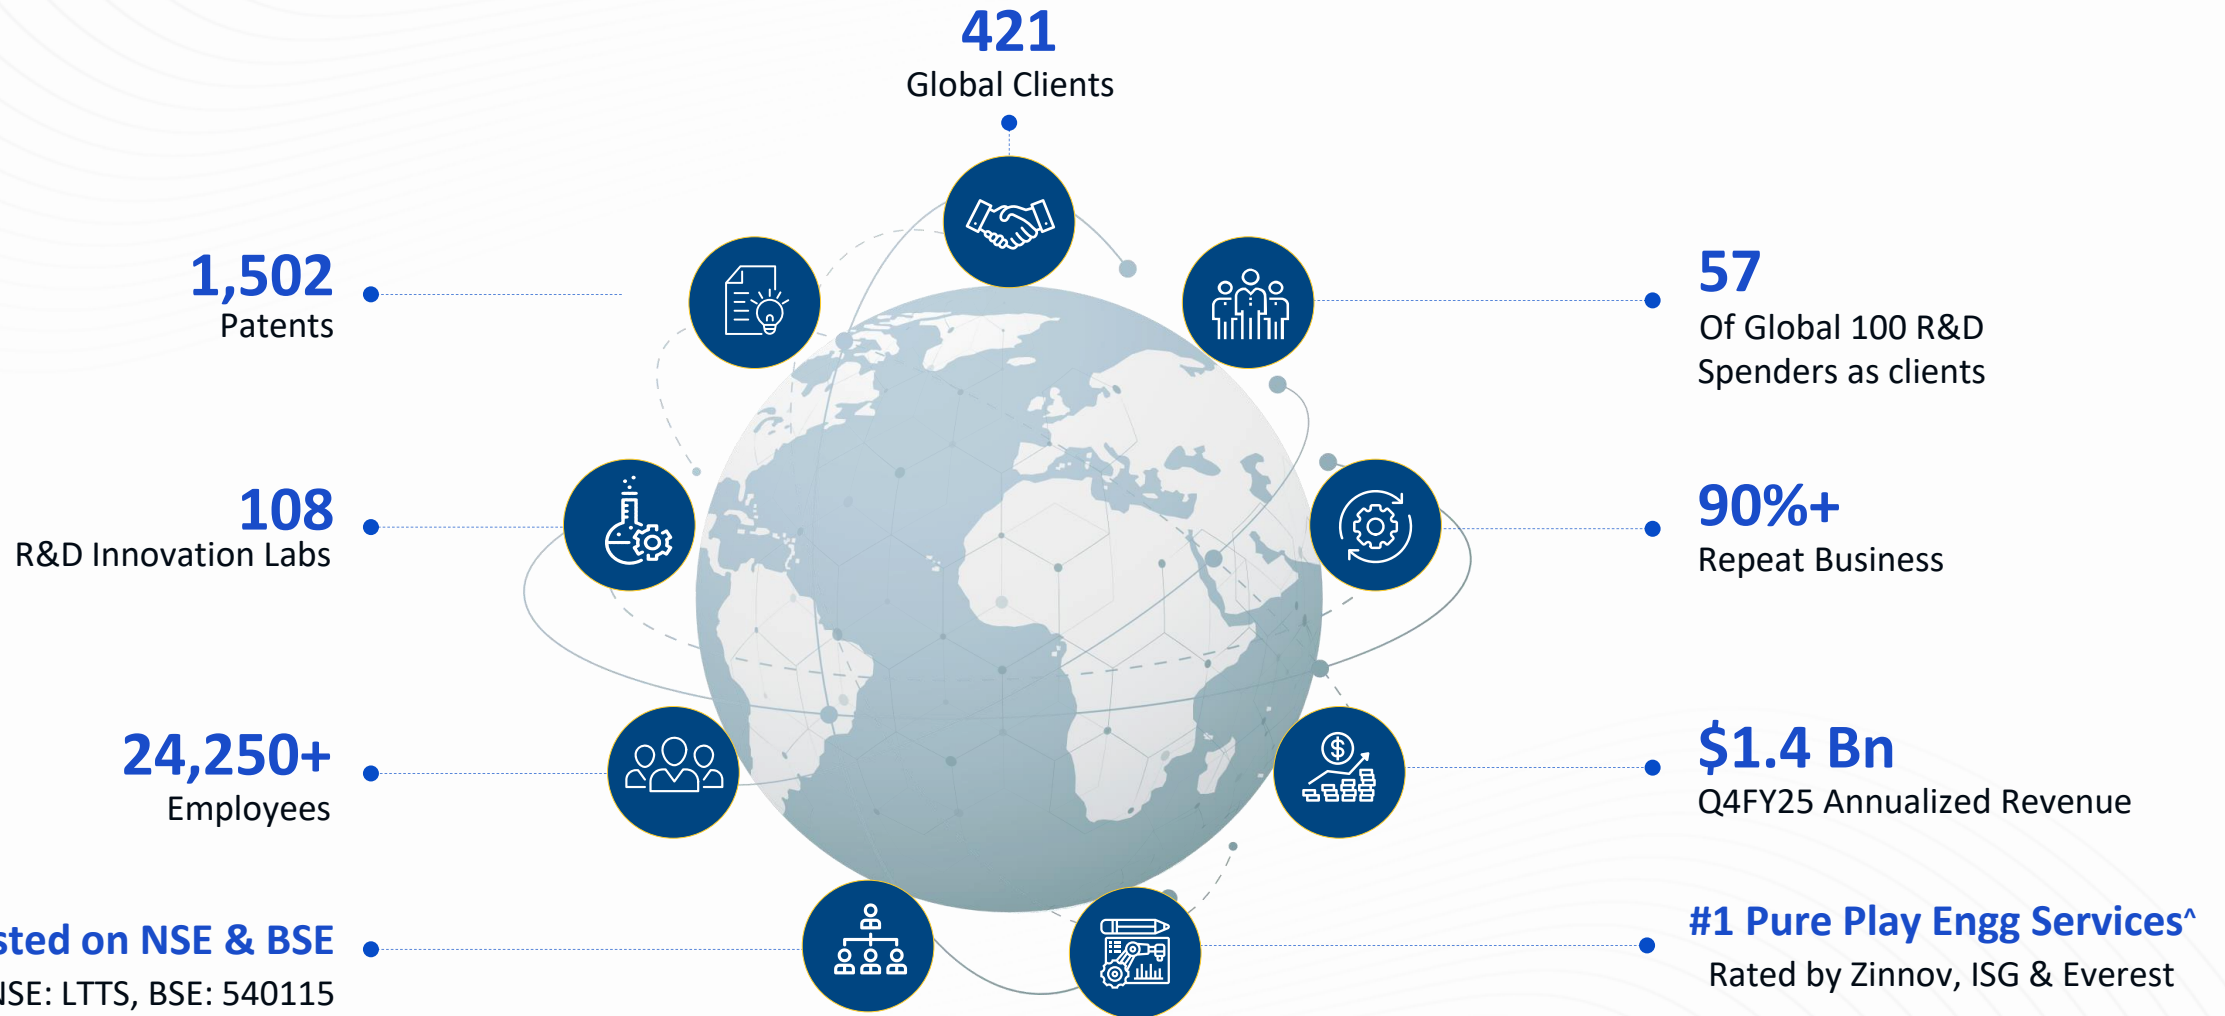 421
Global Clients
1,502
Patents
57
Of Global 100 R&D
Spenders as clients
108
R&D Innovation Labs
90%+
Repeat Business
24,250+
Employees
$1.4 Bn
Q4FY25 Annualized Revenue
on NSE & BSE
NSE: LTTS, BSE: 540115
#1 Pure Play Engg Services^
Rated by Zinnov, ISG & Everest